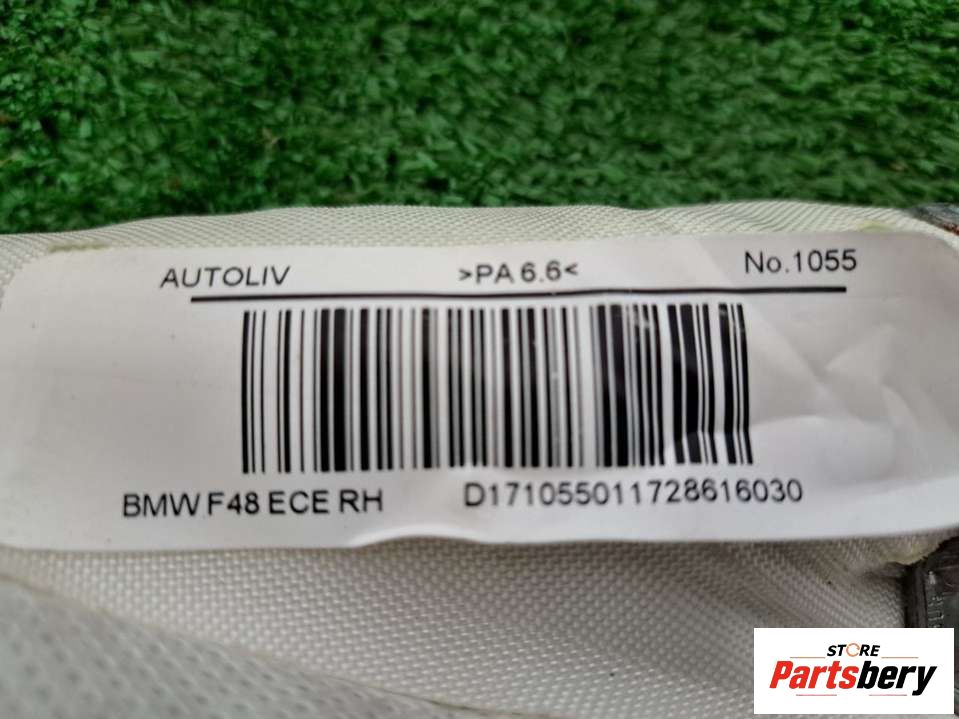 AUTOLIV >PA 6.6< No.1055
BMW F48 ECE RH D171055011728616030
STORE
Partsbery